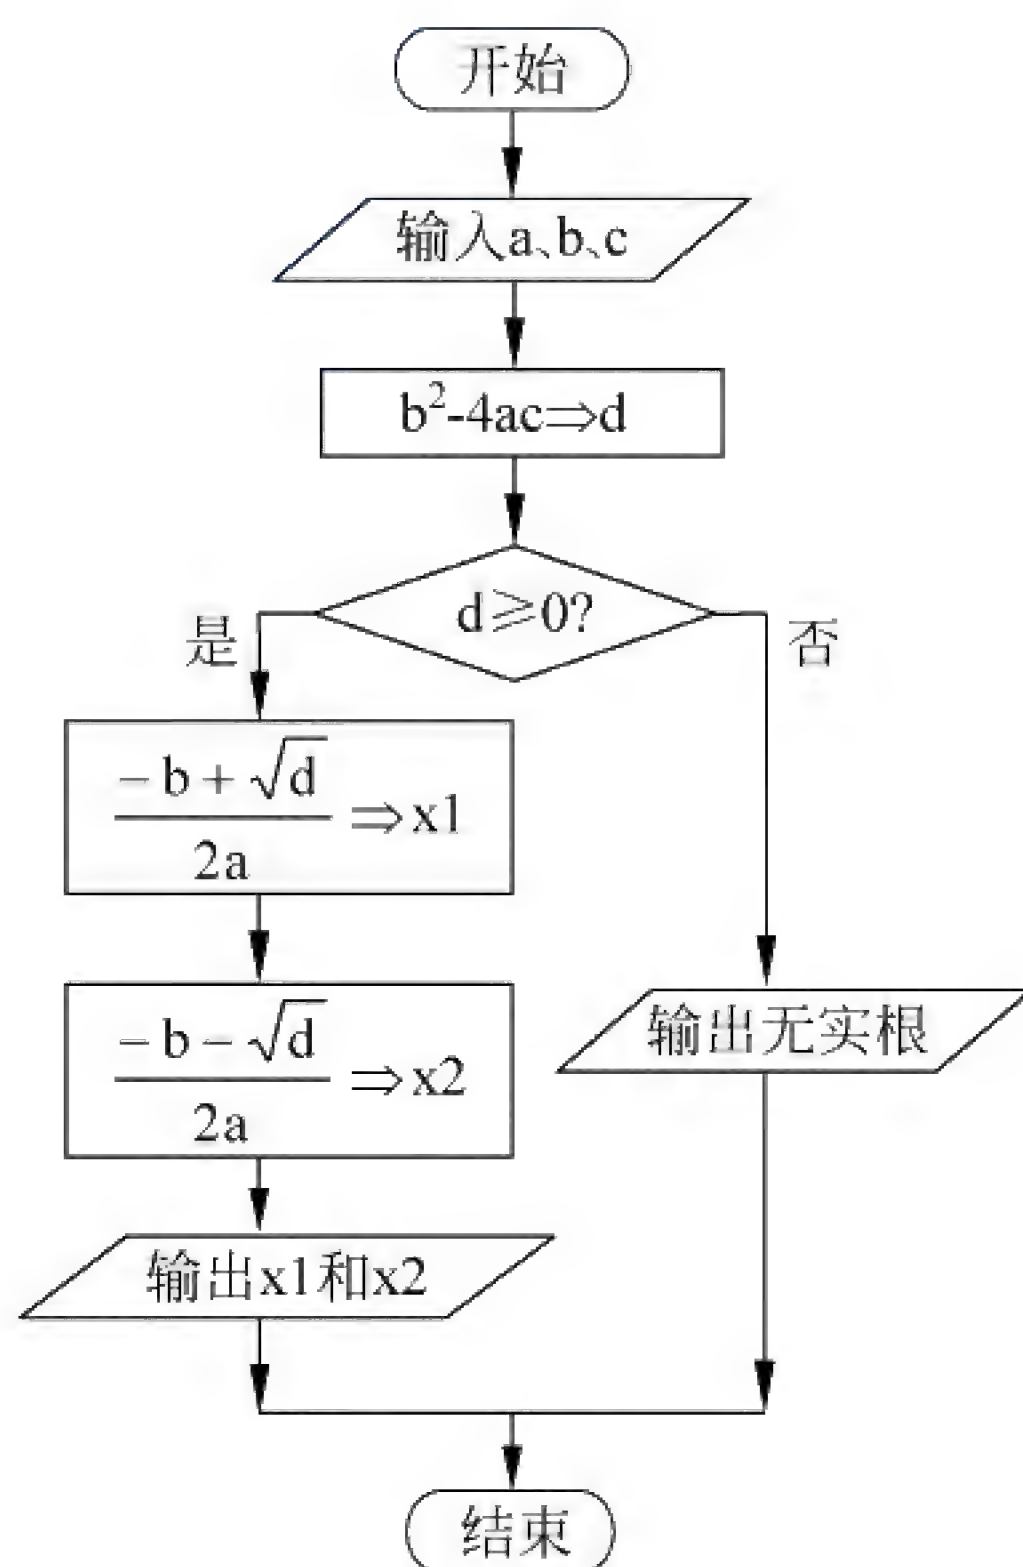 开始
输入a、b、c
b²-4ac⇒d
d≥0?
是
否
−b+√d
2a
⇒x1
−b−√d
2a
⇒x2
输出无实根
输出x1和x2
结束